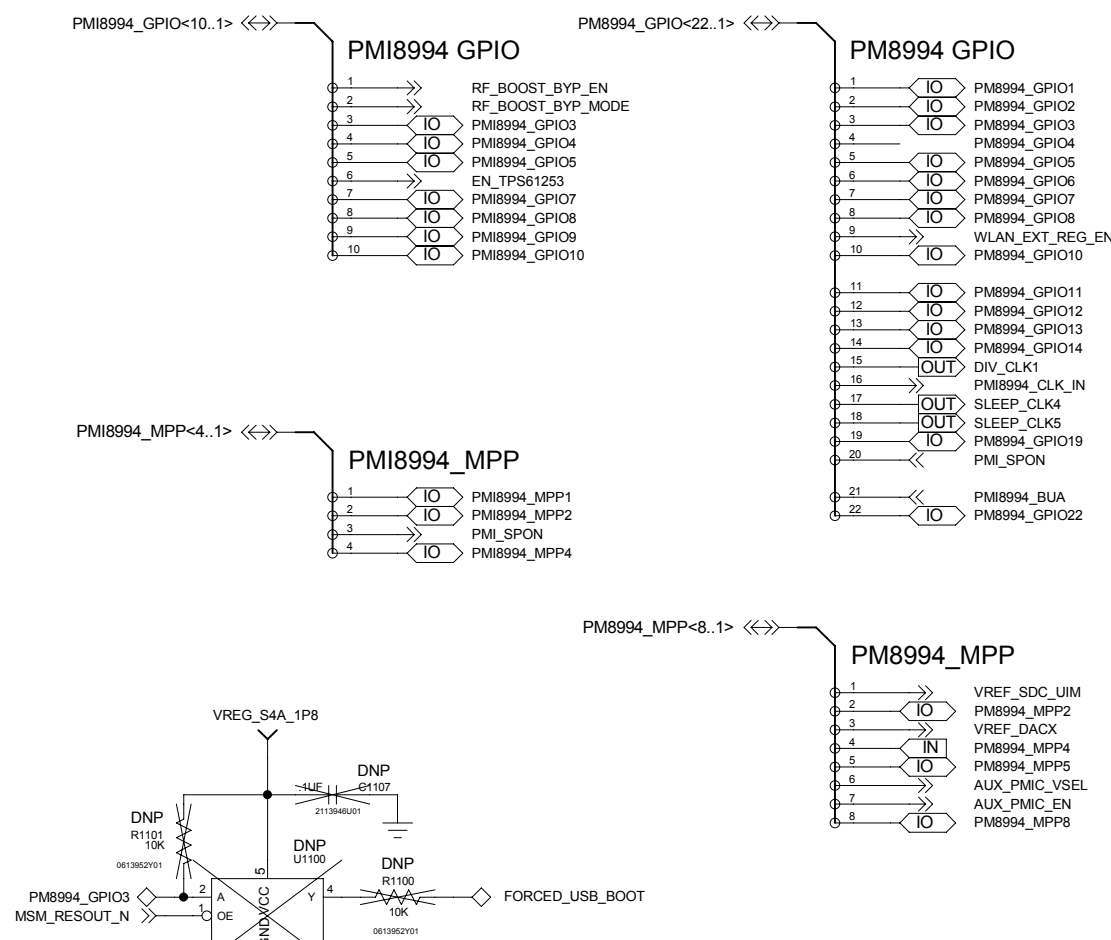 PMI8994_GPIO<10..1>
PMI8994 GPIO
1 RF_BOOST_BYP_EN
2 RF_BOOST_BYP_MODE
3 IO PMI8994_GPIO3
4 IO PMI8994_GPIO4
5 IO PMI8994_GPIO5
6 EN_TPS61253
7 IO PMI8994_GPIO7
8 IO PMI8994_GPIO8
9 IO PMI8994_GPIO9
10 IO PMI8994_GPIO10
PM8994_GPIO<22..1>
PM8994 GPIO
1 IO PM8994_GPIO1
2 IO PM8994_GPIO2
3 IO PM8994_GPIO3
4 PM8994_GPIO4
5 IO PM8994_GPIO5
6 IO PM8994_GPIO6
7 IO PM8994_GPIO7
8 IO PM8994_GPIO8
9 WLAN_EXT_REG_EN
10 IO PM8994_GPIO10
11 IO PM8994_GPIO11
12 IO PM8994_GPIO12
13 IO PM8994_GPIO13
14 IO PM8994_GPIO14
15 OUT DIV_CLK1
16 PMI8994_CLK_IN
17 OUT SLEEP_CLK4
18 OUT SLEEP_CLK5
19 IO PM8994_GPIO19
20 PMI_SPON
21 PMI8994_BUA
22 IO PM8994_GPIO22
PMI8994_MPP<4..1>
PMI8994_MPP
1 IO PMI8994_MPP1
2 IO PMI8994_MPP2
3 PMI_SPON
4 IO PMI8994_MPP4
PM8994_MPP<8..1>
PM8994_MPP
1 VREF_SDC_UIM
2 IO PM8994_MPP2
3 VREF_DACX
4 IN PM8994_MPP4
5 IO PM8994_MPP5
6 AUX_PMIC_VSEL
7 AUX_PMIC_EN
8 IO PM8994_MPP8
VREG_S4A_1P8
DNP
.1UF C1107
2113946U01
DNP
R1101
10K
0613952Y01
DNP
U1100
DNP
R1100
10K
0613952Y01
5
VCC
GND
PM8994_GPIO3 2 A Y 4 FORCED_USB_BOOT
MSM_RESOUT_N 1 OE